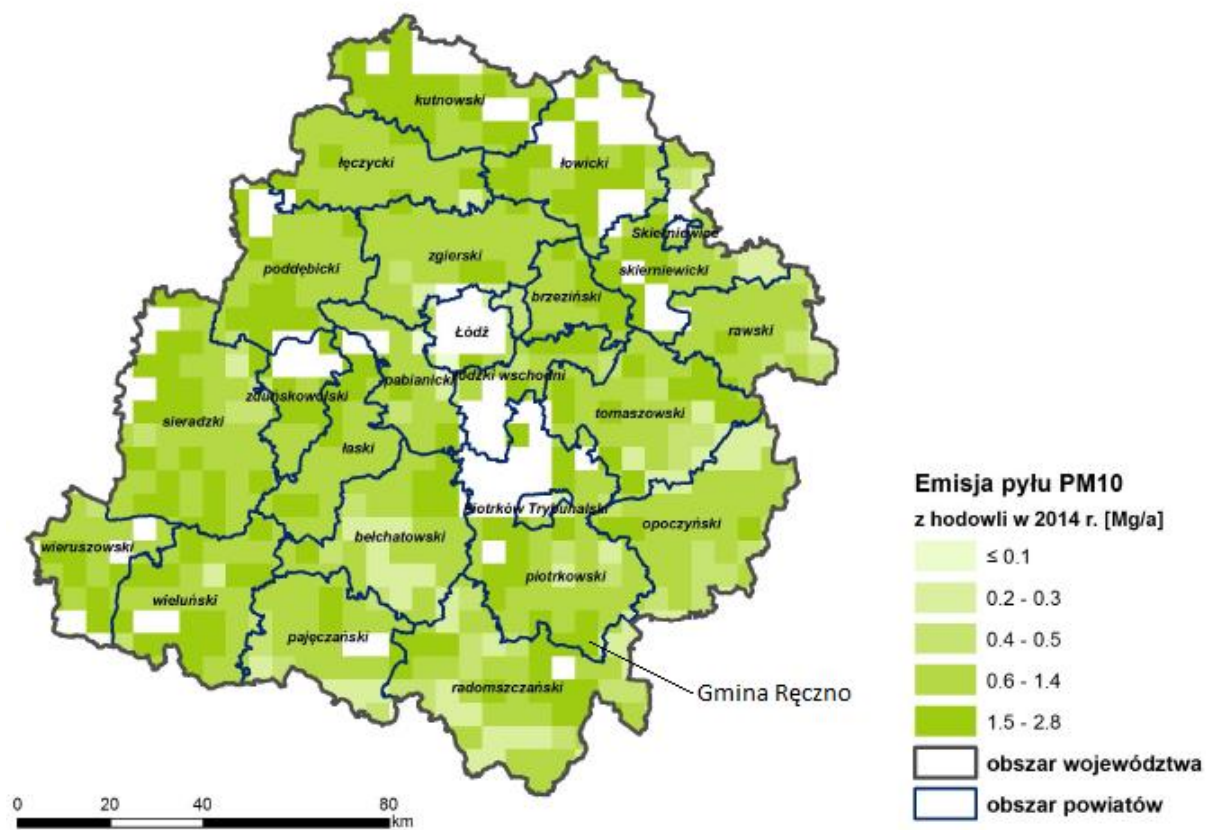 kutnowski
łęczycki
łowicki
Skierniewice
poddębicki
zgierski
skierniewicki
brzeziński
rawski
Łódź
pabianicki
łódzki wschodni
zduńskowolski
sieradzki
tomaszowski
łaski
Piotrków Trybunalski
opoczyński
bełchatowski
wieruszowski
piotrkowski
wieluński
pajęczański
radomszczański
Gmina Ręczno
Emisja pyłu PM10
z hodowli w 2014 r. [Mg/a]
≤ 0.1
0.2 - 0.3
0.4 - 0.5
0.6 - 1.4
1.5 - 2.8
obszar województwa
obszar powiatów
0 20 40 80
km